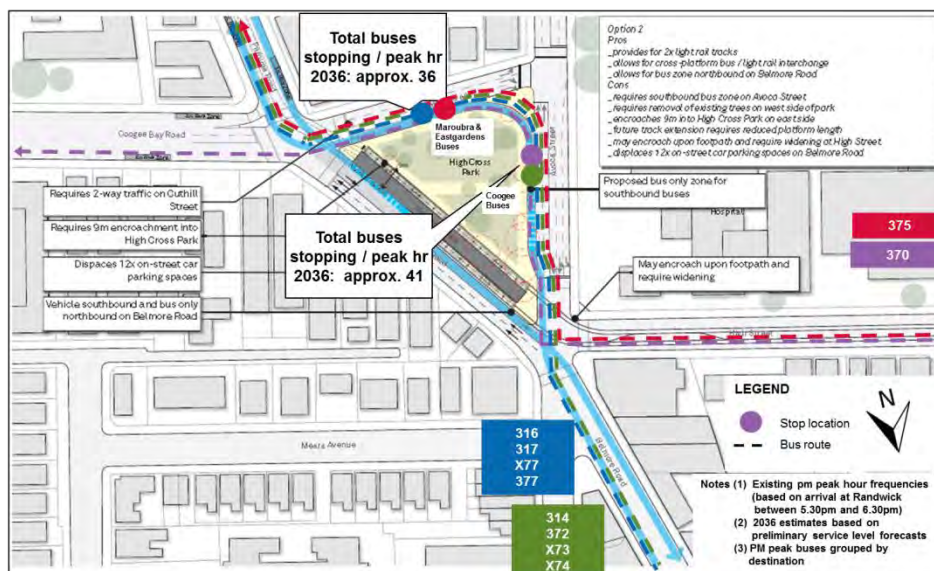 Total buses
stopping / peak hr
2036: approx. 36
Option 2
Pros
_provides for 2x light rail tracks
_allows for cross-platform bus / light rail interchange
_allows for bus zone northbound on Belmore Road
Cons
_requires southbound bus zone on Avoca Street
_requires removal of existing trees on west side of park
_encroaches 9m into High Cross Park on east side
_future track extension requires reduced platform length
_may encroach upon footpath and require widening at High Street
_displaces 12x on-street car parking spaces on Belmore Road
Coogee Bay Road
Maroubra &
Eastgardens
Buses
High Cross
Park
Avoca Street
Coogee
Buses
Requires 2-way traffic on Cuthill
Street
Requires 9m encroachment into
High Cross Park
Dispaces 12x on-street car
parking spaces
Vehicle southbound and bus only
northbound on Belmore Road
Total buses
stopping / peak hr
2036: approx. 41
Proposed bus only zone for
southbound buses
Hospital
May encroach upon footpath and
require widening
375
370
High Street
Belmore Road
Mears Avenue
316
317
X77
377
314
372
X73
X74
LEGEND
Stop location
Bus route
N
Notes (1) Existing pm peak hour frequencies
(based on arrival at Randwick
between 5.30pm and 6.30pm)
(2) 2036 estimates based on
preliminary service level forecasts
(3) PM peak buses grouped by
destination